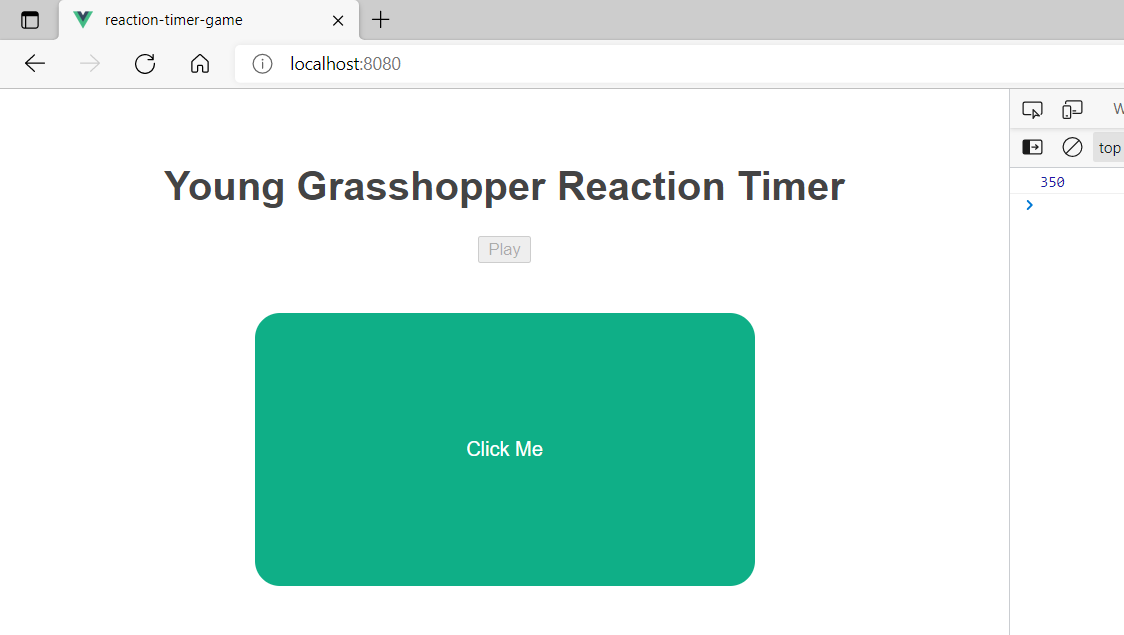 reaction-timer-game
localhost:8080
W
top
350
Young Grasshopper Reaction Timer
Play
Click Me